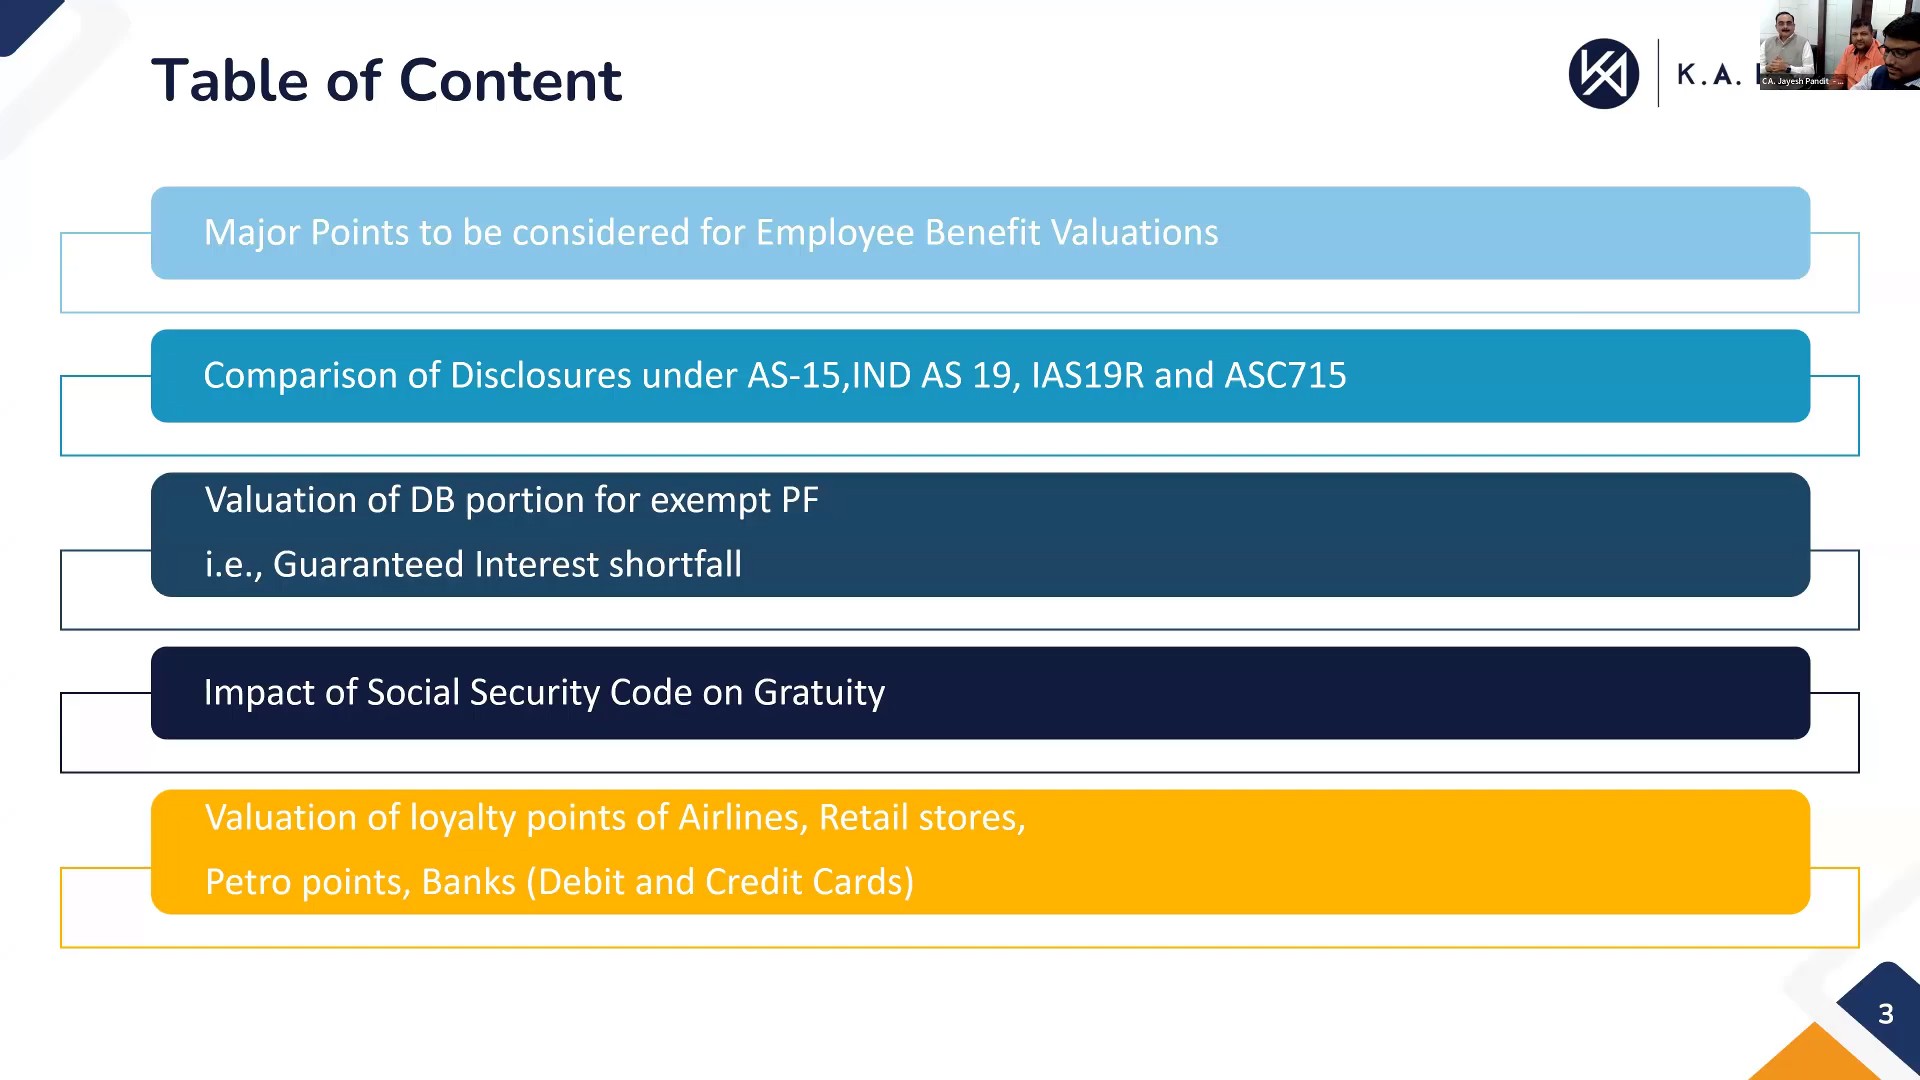 Table of Content
K. A.
C.A. Jayesh Pandit - ...
Major Points to be considered for Employee Benefit Valuations
Comparison of Disclosures under AS-15,IND AS 19, IAS19R and ASC715
Valuation of DB portion for exempt PF
i.e., Guaranteed Interest shortfall
Impact of Social Security Code on Gratuity
Valuation of loyalty points of Airlines, Retail stores,
Petro points, Banks (Debit and Credit Cards)
3